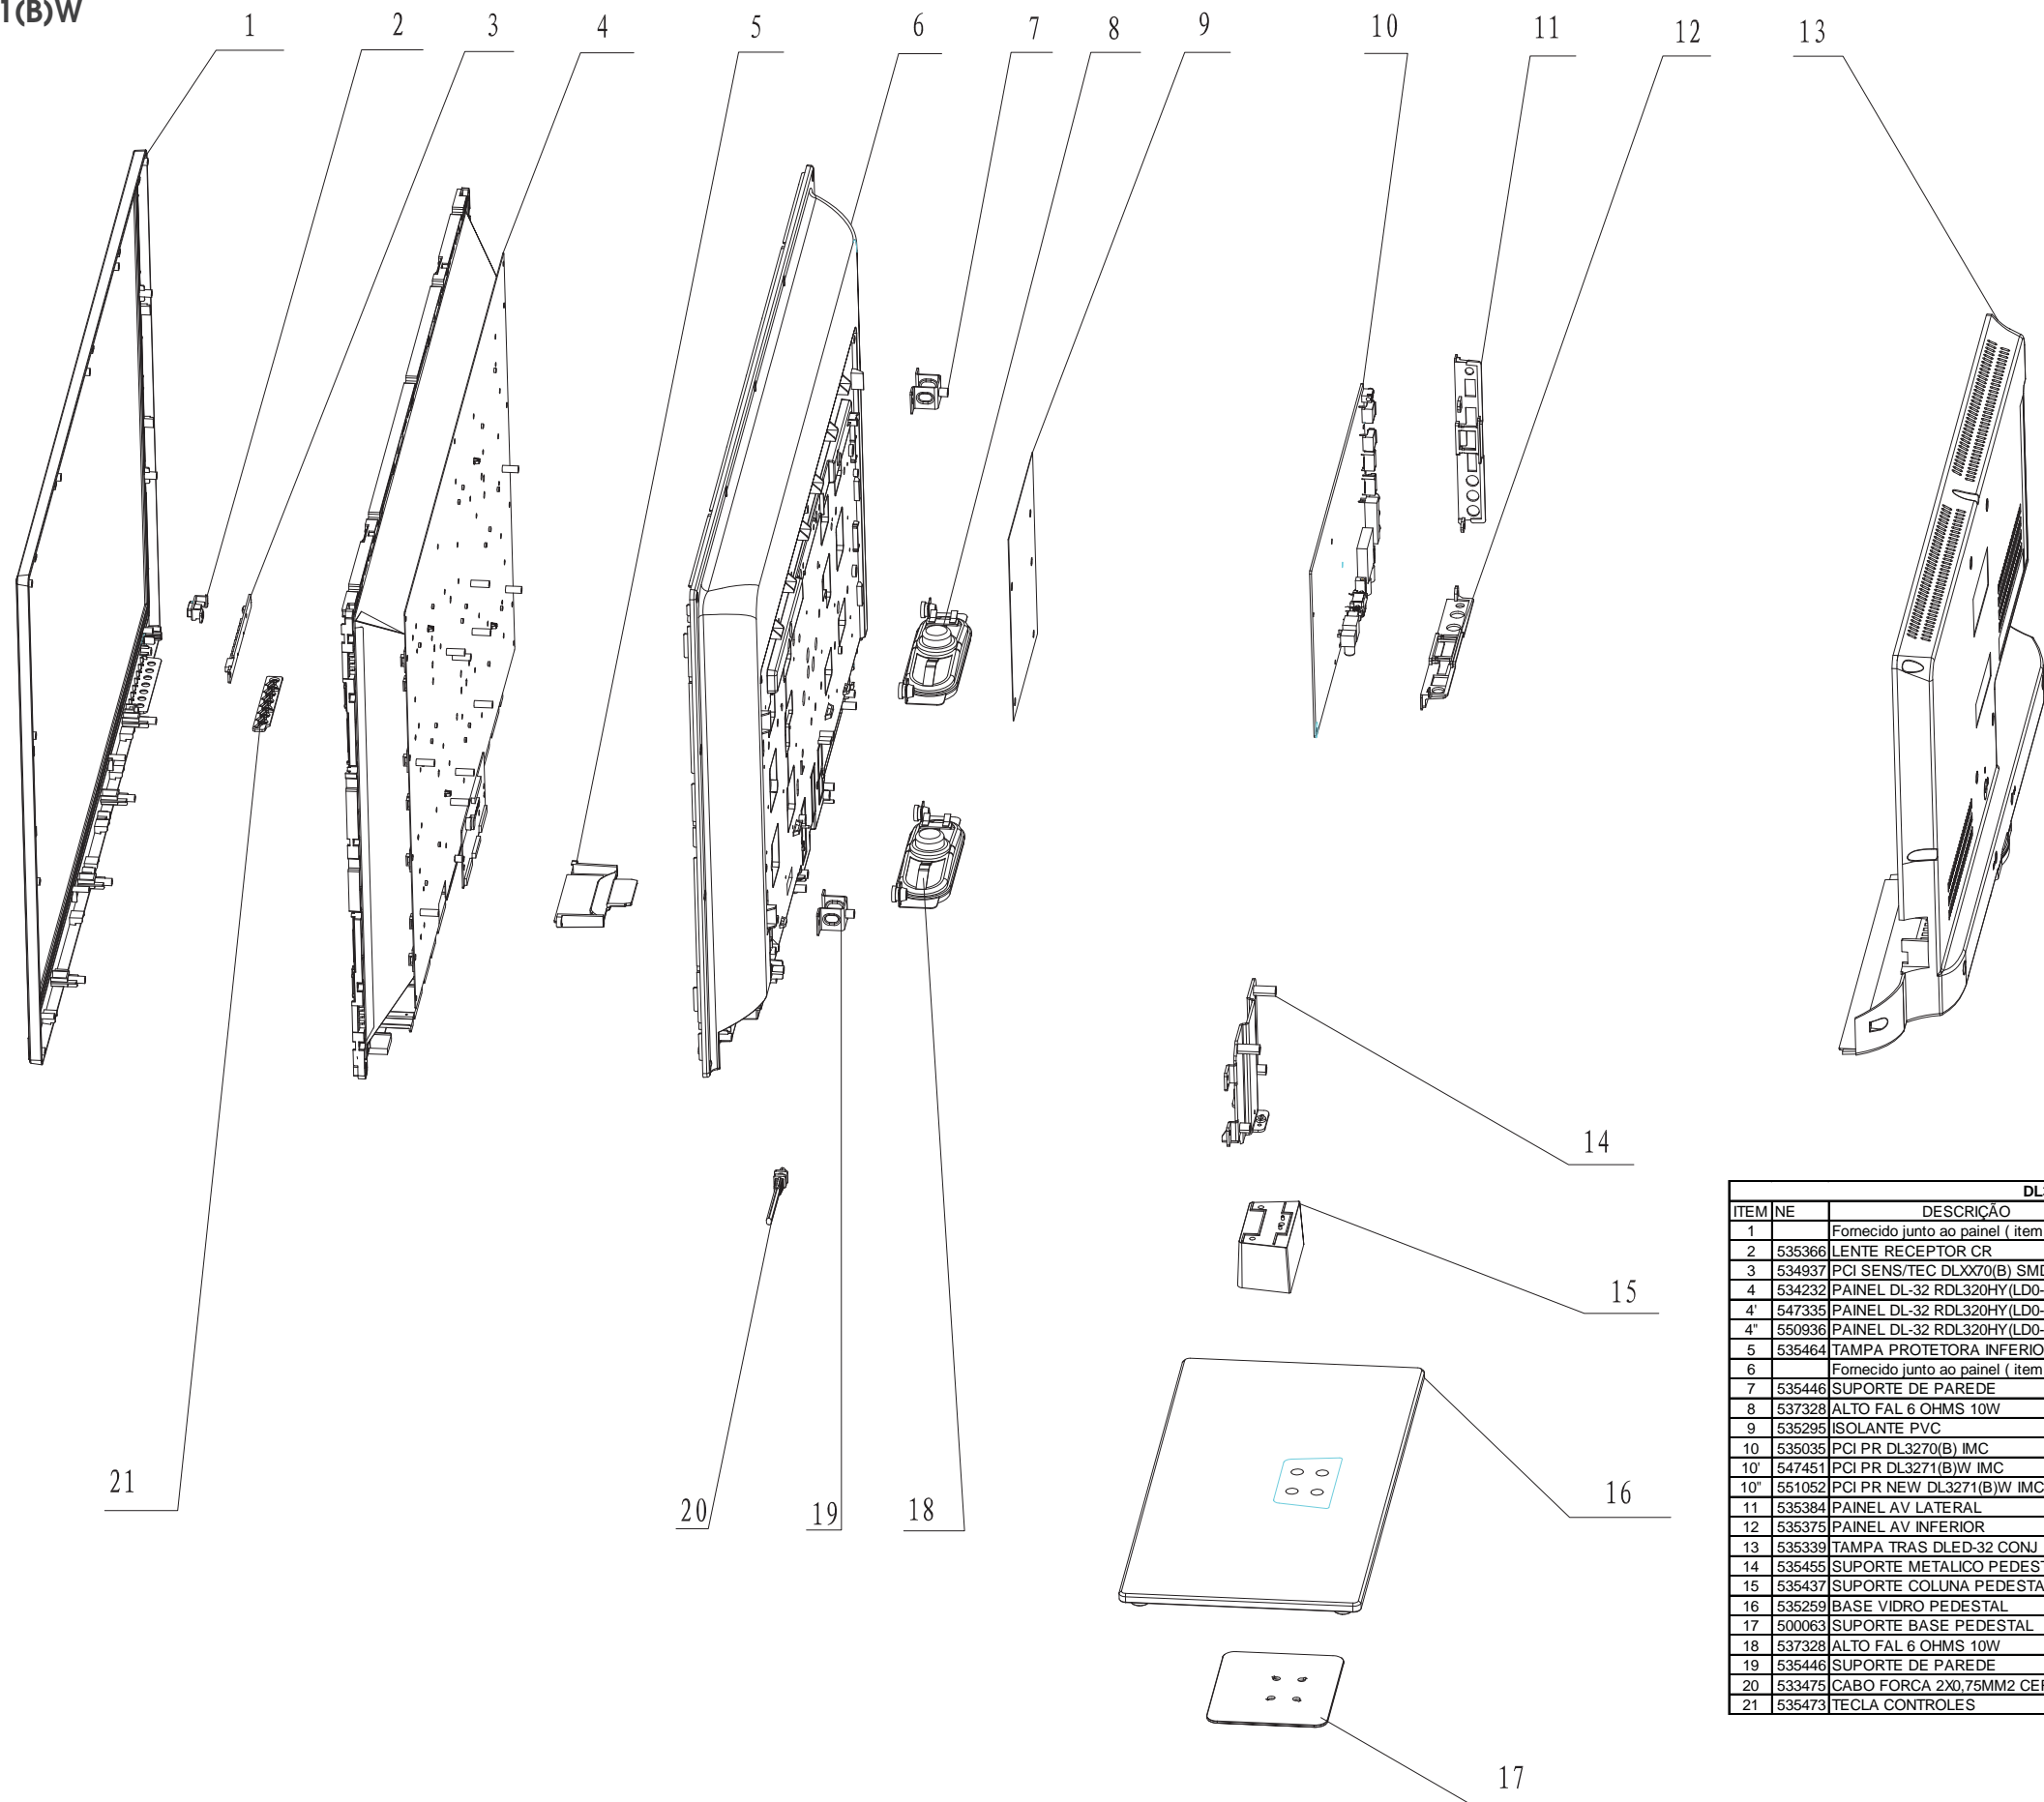 1(B)W
1
2
3
4
5
6
7
8
9
10
11
12
13
14
15
16
17
18
19
20
21
DL
ITEM NE DESCRIÇÃO
1 Fornecido junto ao painel ( item
2 535366 LENTE RECEPTOR CR
3 534937 PCI SENS/TEC DLXX70(B) SMD
4 534232 PAINEL DL-32 RDL320HY(LD0-
4' 547335 PAINEL DL-32 RDL320HY(LD0-
4" 550936 PAINEL DL-32 RDL320HY(LD0-
5 535464 TAMPA PROTETORA INFERIO
6 Fornecido junto ao painel ( item
7 535446 SUPORTE DE PAREDE
8 537328 ALTO FAL 6 OHMS 10W
9 535295 ISOLANTE PVC
10 535035 PCI PR DL3270(B) IMC
10' 547451 PCI PR DL3271(B)W IMC
10" 551052 PCI PR NEW DL3271(B)W IMC
11 535384 PAINEL AV LATERAL
12 535375 PAINEL AV INFERIOR
13 535339 TAMPA TRAS DLED-32 CONJ
14 535455 SUPORTE METALICO PEDES
15 535437 SUPORTE COLUNA PEDESTA
16 535259 BASE VIDRO PEDESTAL
17 500063 SUPORTE BASE PEDESTAL
18 537328 ALTO FAL 6 OHMS 10W
19 535446 SUPORTE DE PAREDE
20 533475 CABO FORCA 2X0,75MM2 CE
21 535473 TECLA CONTROLES